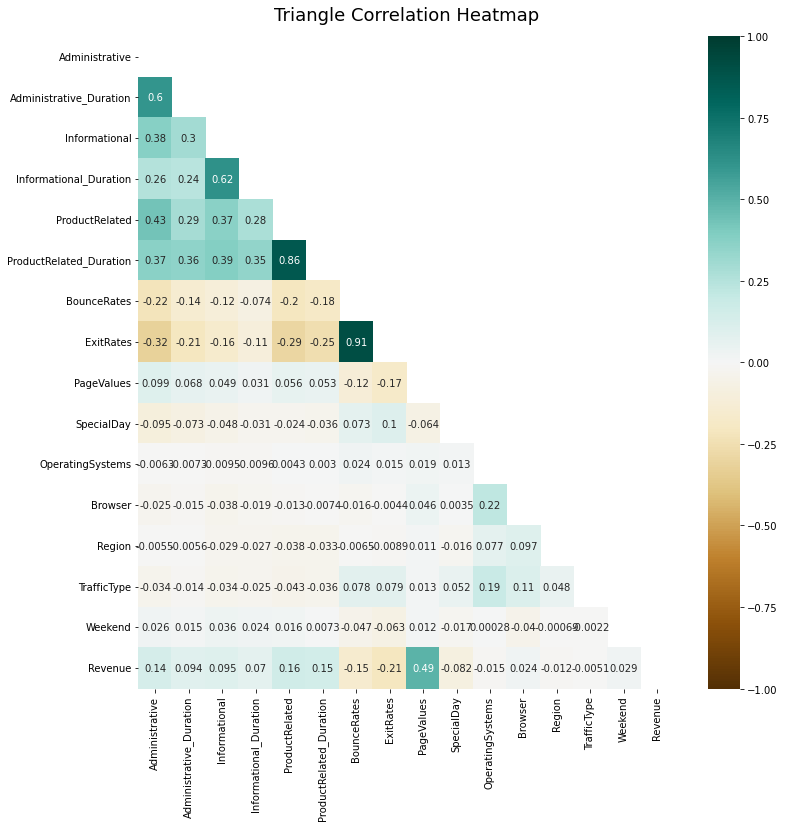 Triangle Correlation Heatmap
Administrative
Administrative_Duration 0.6
Informational 0.38 0.3
Informational_Duration 0.26 0.24 0.62
ProductRelated 0.43 0.29 0.37 0.28
ProductRelated_Duration 0.37 0.36 0.39 0.35 0.86
BounceRates -0.22 -0.14 -0.12 -0.074 -0.2 -0.18
ExitRates -0.32 -0.21 -0.16 -0.11 -0.29 -0.25 0.91
PageValues 0.099 0.068 0.049 0.031 0.056 0.053 -0.12 -0.17
SpecialDay -0.095 -0.073 -0.048 -0.031 -0.024 -0.036 0.073 0.1 -0.064
OperatingSystems -0.0063 -0.0073 -0.0095 -0.0096 0.0043 0.003 0.024 0.015 0.019 0.013
Browser -0.025 -0.015 -0.038 -0.019 -0.013 -0.0074 -0.016 -0.0044 0.046 0.0035 0.22
Region -0.0055 -0.0056 -0.029 -0.027 -0.038 -0.033 -0.0065 -0.0089 0.011 -0.016 0.077 0.097
TrafficType -0.034 -0.014 -0.034 -0.025 -0.043 -0.036 0.078 0.079 0.013 0.052 0.19 0.11 0.048
Weekend 0.026 0.015 0.036 0.024 0.016 0.0073 -0.047 -0.063 0.012 -0.017 0.00028 -0.04 -0.00069 -0.0022
Revenue 0.14 0.094 0.095 0.07 0.16 0.15 -0.15 -0.21 0.49 -0.082 -0.015 0.024 -0.012 -0.0051 0.029
Administrative
Administrative_Duration
Informational
Informational_Duration
ProductRelated
ProductRelated_Duration
BounceRates
ExitRates
PageValues
SpecialDay
OperatingSystems
Browser
Region
TrafficType
Weekend
Revenue
1.00
0.75
0.50
0.25
0.00
−0.25
−0.50
−0.75
−1.00